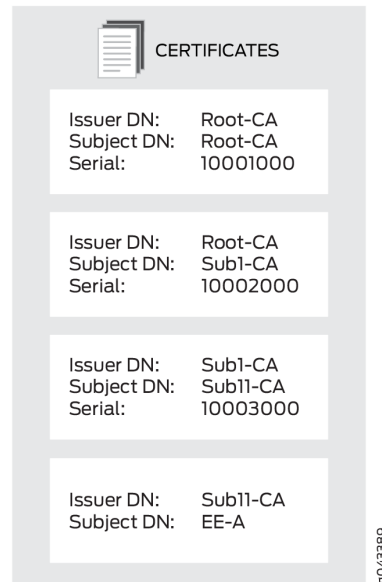 CERTIFICATES
Issuer DN: Root-CA
Subject DN: Root-CA
Serial: 10001000
Issuer DN: Root-CA
Subject DN: Sub1-CA
Serial: 10002000
Issuer DN: Sub1-CA
Subject DN: Sub11-CA
Serial: 10003000
Issuer DN: Sub11-CA
Subject DN: EE-A